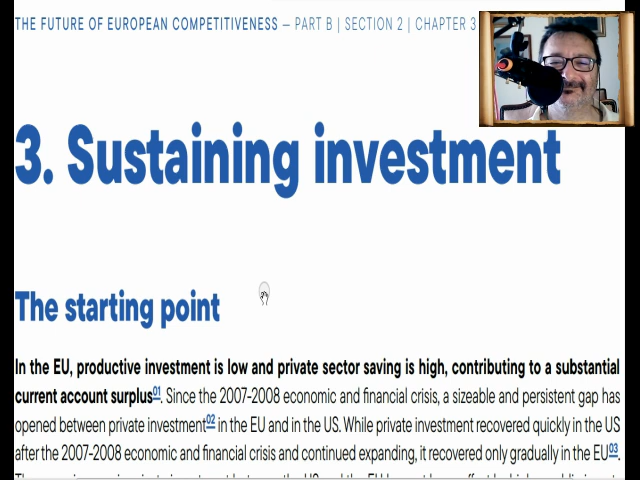 THE FUTURE OF EUROPEAN COMPETITIVENESS — PART B | SECTION 2 | CHAPTER 3
3. Sustaining investment
The starting point
In the EU, productive investment is low and private sector saving is high, contributing to a substantial
current account surplus01. Since the 2007-2008 economic and financial crisis, a sizeable and persistent gap has
opened between private investment02 in the EU and in the US. While private investment recovered quickly in the US
after the 2007-2008 economic and financial crisis and continued expanding, it recovered only gradually in the EU03.